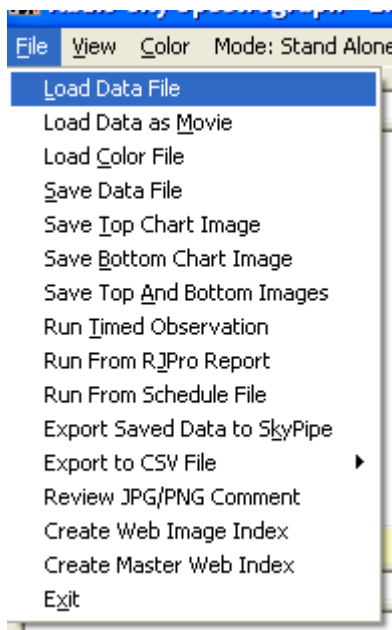 File View Color Mode: Stand Alone
Load Data File
Load Data as Movie
Load Color File
Save Data File
Save Top Chart Image
Save Bottom Chart Image
Save Top And Bottom Images
Run Timed Observation
Run From RJPro Report
Run From Schedule File
Export Saved Data to SkyPipe
Export to CSV File
Review JPG/PNG Comment
Create Web Image Index
Create Master Web Index
Exit